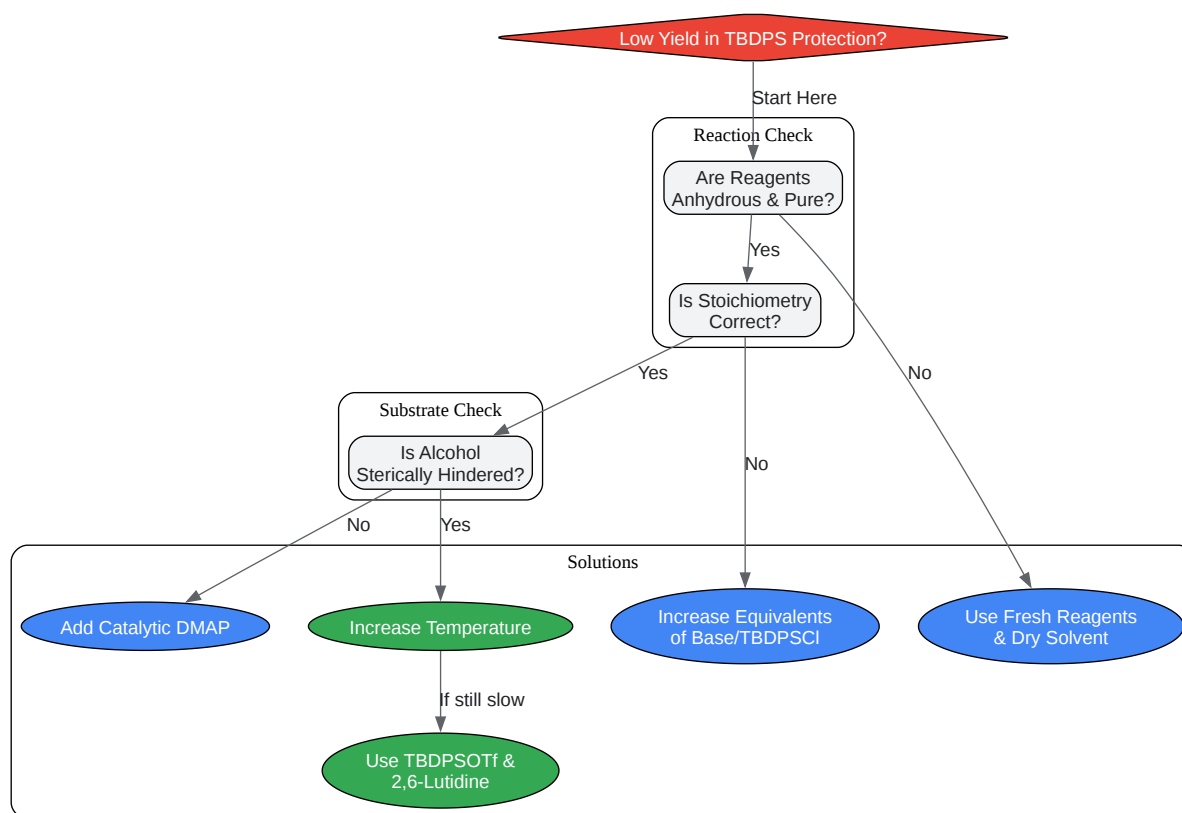 Low Yield in TBDPS Protection?
Start Here
Reaction Check
Are Reagents
Anhydrous & Pure?
Yes
Is Stoichiometry
Correct?
Yes
No
Substrate Check
Is Alcohol
Sterically Hindered?
No
No
Yes
Solutions
Add Catalytic DMAP
Increase Temperature
Increase Equivalents
of Base/TBDPSCl
Use Fresh Reagents
& Dry Solvent
If still slow
Use TBDPSOTf &
2,6-Lutidine